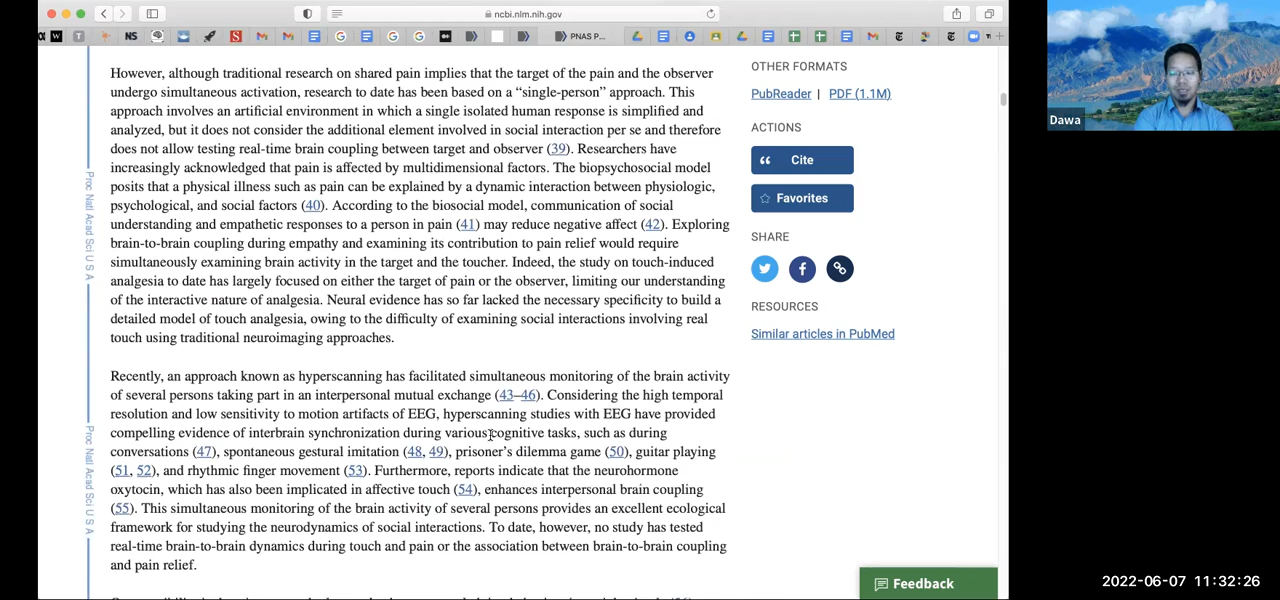 ncbi.nlm.nih.gov
W
T
NS
S
PNAS P...
However, although traditional research on shared pain implies that the target of the pain and the observer
undergo simultaneous activation, research to date has been based on a “single-person” approach. This
approach involves an artificial environment in which a single isolated human response is simplified and
analyzed, but it does not consider the additional element involved in social interaction per se and therefore
does not allow testing real-time brain coupling between target and observer (39). Researchers have
increasingly acknowledged that pain is affected by multidimensional factors. The biopsychosocial model
posits that a physical illness such as pain can be explained by a dynamic interaction between physiologic,
psychological, and social factors (40). According to the biosocial model, communication of social
understanding and empathetic responses to a person in pain (41) may reduce negative affect (42). Exploring
brain-to-brain coupling during empathy and examining its contribution to pain relief would require
simultaneously examining brain activity in the target and the toucher. Indeed, the study on touch-induced
analgesia to date has largely focused on either the target of pain or the observer, limiting our understanding
of the interactive nature of analgesia. Neural evidence has so far lacked the necessary specificity to build a
detailed model of touch analgesia, owing to the difficulty of examining social interactions involving real
touch using traditional neuroimaging approaches.
Recently, an approach known as hyperscanning has facilitated simultaneous monitoring of the brain activity
of several persons taking part in an interpersonal mutual exchange (43–46). Considering the high temporal
resolution and low sensitivity to motion artifacts of EEG, hyperscanning studies with EEG have provided
compelling evidence of interbrain synchronization during various cognitive tasks, such as during
conversations (47), spontaneous gestural imitation (48, 49), prisoner’s dilemma game (50), guitar playing
(51, 52), and rhythmic finger movement (53). Furthermore, reports indicate that the neurohormone
oxytocin, which has also been implicated in affective touch (54), enhances interpersonal brain coupling
(55). This simultaneous monitoring of the brain activity of several persons provides an excellent ecological
framework for studying the neurodynamics of social interactions. To date, however, no study has tested
real-time brain-to-brain dynamics during touch and pain or the association between brain-to-brain coupling
and pain relief.
Proc Natl Acad Sci U S A
Proc Natl Acad Sci U S A
OTHER FORMATS
PubReader | PDF (1.1M)
ACTIONS
Cite
Favorites
SHARE
RESOURCES
Similar articles in PubMed
Feedback
Dawa
2022-06-07 11:32:26